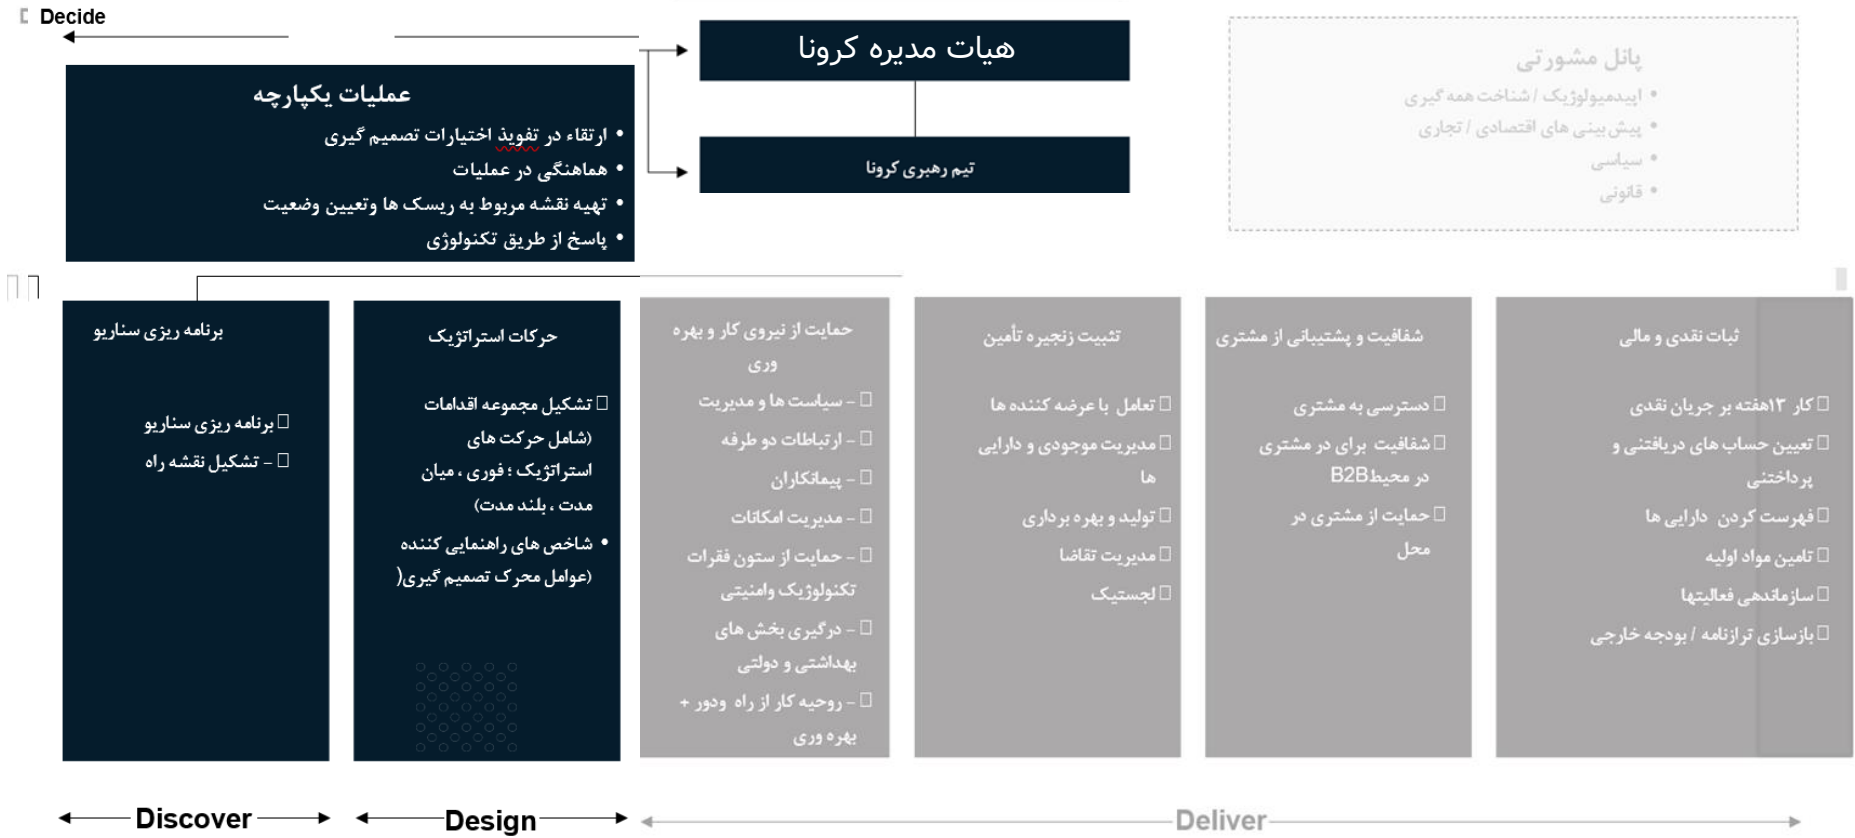 Decide
هیات مدیره کرونا
تیم رهبری کرونا
پانل مشورتی
• اپیدمیولوژیک / شناخت همه گیری
• پیش‌بینی های اقتصادی / تجاری
• سیاسی
• قانونی
عملیات یکپارچه
• ارتقاء در تفویذ اختیارات تصمیم گیری
• هماهنگی در عملیات
• تهیه نقشه مربوط به ریسک ها وتعیین وضعیت
• پاسخ از طریق تکنولوژی
ثبات نقدی و مالی
کار ۱۳هفته بر جریان نقدی
تعیین حساب های دریافتنی و
پرداختنی
فهرست کردن دارایی ها
تامین مواد اولیه
سازماندهی فعالیتها
بازسازی ترازنامه / بودجه خارجی
شفافیت و پشتیبانی از مشتری
دسترسی به مشتری
شفافیت برای در مشتری
در محیطB2B
حمایت از مشتری در
محل
تثبیت زنجیره تأمین
تعامل با عرضه کننده ها
مدیریت موجودی و دارایی
ها
تولید و بهره برداری
مدیریت تقاضا
لجستیک
حمایت از نیروی کار و بهره
وری
– سیاست ها و مدیریت
– ارتباطات دو طرفه
– پیمانکاران
– مدیریت امکانات
– حمایت از ستون فقرات
تکنولوژیک وامنیتی
– درگیری بخش های
بهداشتی و دولتی
– روحیه کار از راه ودور +
بهره وری
حرکات استراتژیک
تشکیل مجموعه اقدامات
(شامل حرکت های
استراتژیک ؛ فوری ، میان
مدت ، بلند مدت)
• شاخص های راهنمایی کننده
(عوامل محرک تصمیم گیری(
برنامه ریزی سناریو
برنامه ریزی سناریو
– تشکیل نقشه راه
Discover
Design
Deliver